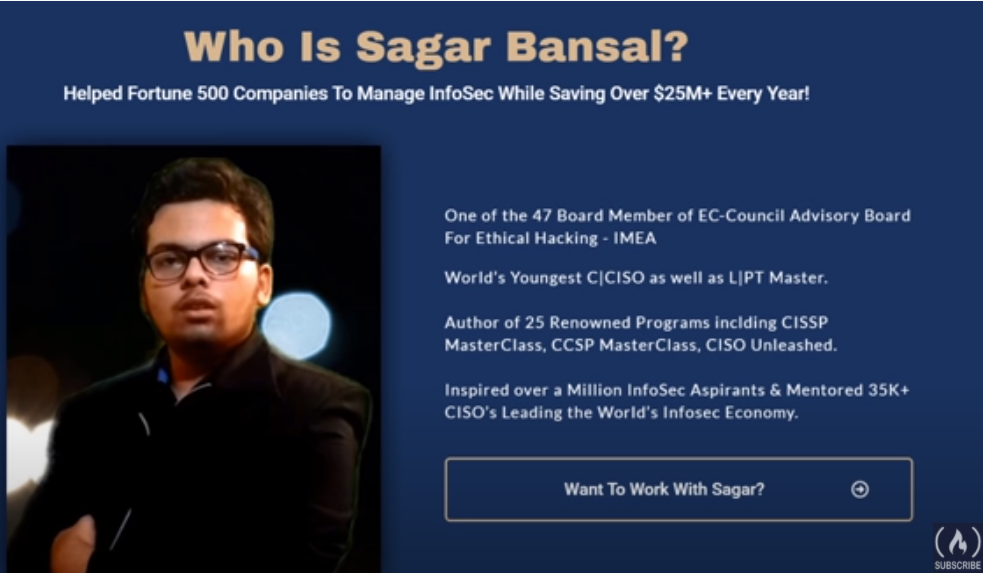 Who Is Sagar Bansal?
Helped Fortune 500 Companies To Manage InfoSec While Saving Over $25M+ Every Year!
One of the 47 Board Member of EC-Council Advisory Board
For Ethical Hacking - IMEA
World's Youngest C|CISO as well as L|PT Master.
Author of 25 Renowned Programs inclding CISSP
MasterClass, CCSP MasterClass, CISO Unleashed.
Inspired over a Million InfoSec Aspirants & Mentored 35K+
CISO's Leading the World's Infosec Economy.
Want To Work With Sagar?
SUBSCRIBE